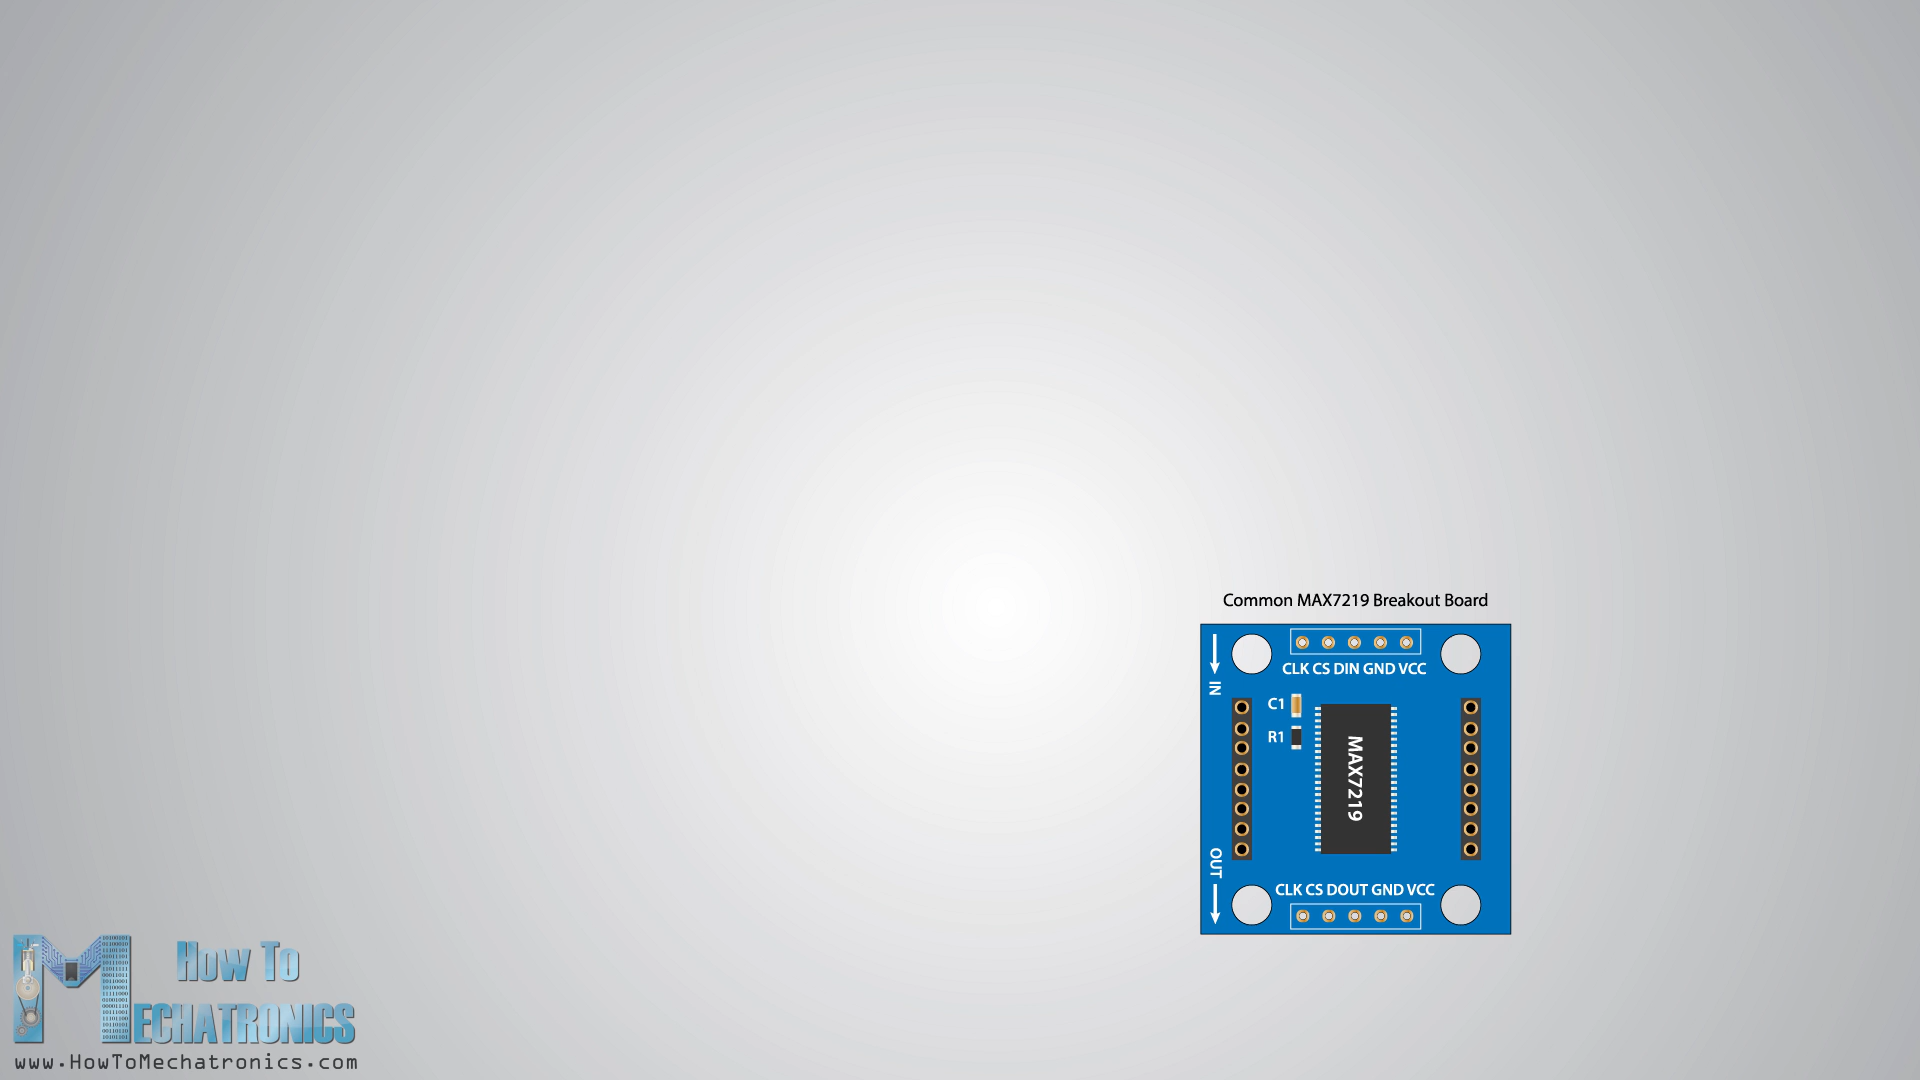 Common MAX7219 Breakout Board
CLK CS DIN GND VCC
IN
C1
R1
MAX7219
OUT
CLK CS DOUT GND VCC
How To
MECHATRONICS
www.HowToMechatronics.com